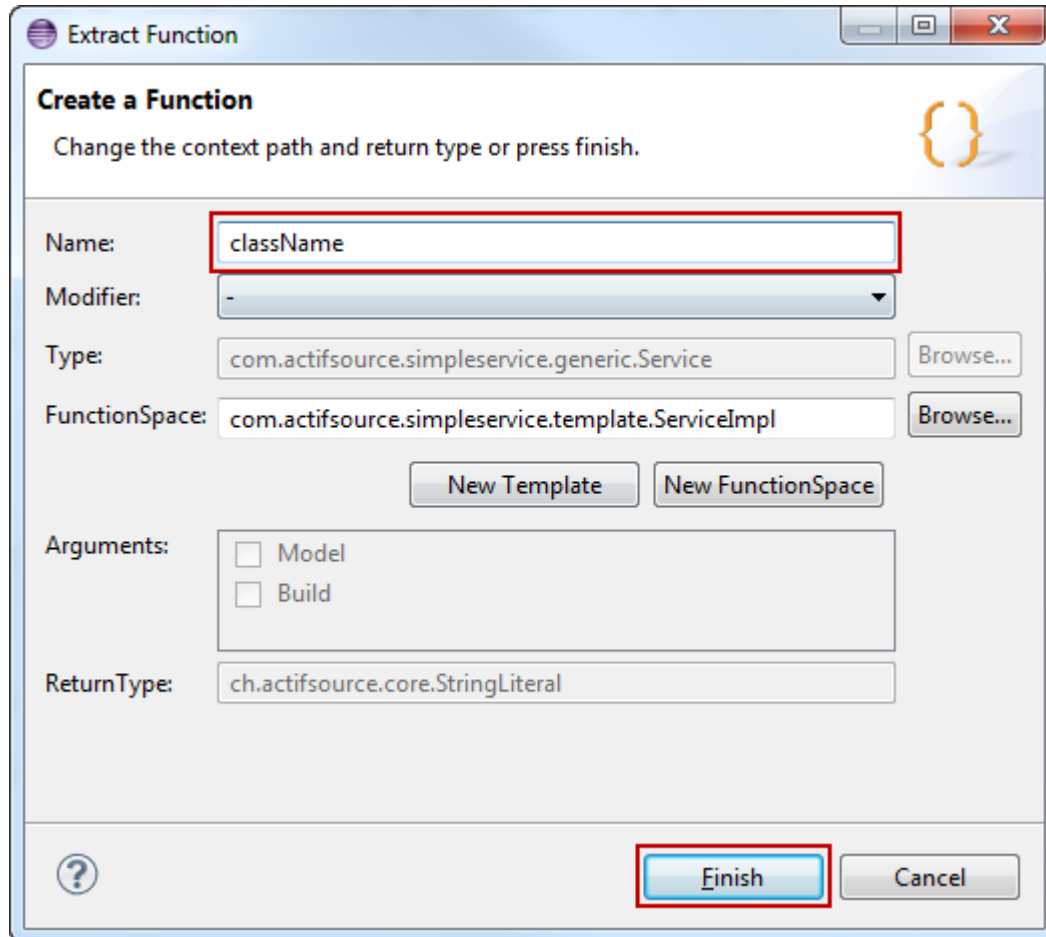 Extract Function
Create a Function
Change the context path and return type or press finish.
Name: className
Modifier: -
Type: com.actifsource.simpleservice.generic.Service Browse...
FunctionSpace: com.actifsource.simpleservice.template.ServiceImpl Browse...
New Template New FunctionSpace
Arguments: Model
Build
ReturnType: ch.actifsource.core.StringLiteral
Finish Cancel